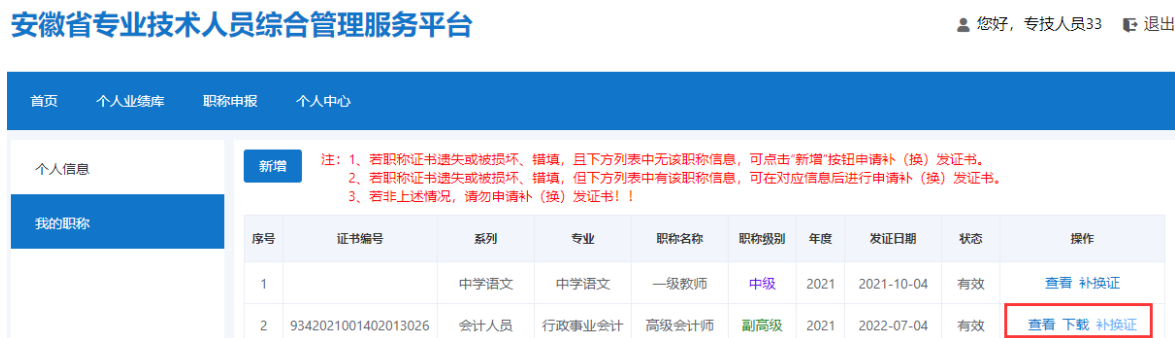 安徽省专业技术人员综合管理服务平台
您好，专技人员33 退出
首页 个人业绩库 职称申报 个人中心
个人信息
我的职称
新增
注：1、若职称证书遗失或被损坏、错填，且下方列表中无该职称信息，可点击“新增”按钮申请补（换）发证书。
2、若职称证书遗失或被损坏、错填，但下方列表中有该职称信息，可在对应信息后进行申请补（换）发证书。
3、若非上述情况，请勿申请补（换）发证书！！
序号 证书编号 系列 专业 职称名称 职称级别 年度 发证日期 状态 操作
1 中学语文 中学语文 一级教师 中级 2021 2021-10-04 有效 查看 补换证
2 9342021001402013026 会计人员 行政事业会计 高级会计师 副高级 2021 2022-07-04 有效 查看 下载 补换证